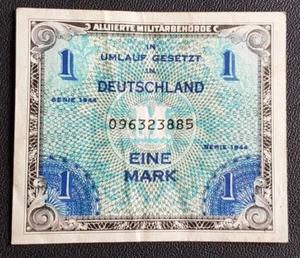 ALLIIERTE MILITÄRBEHÖRDE
1 IN 1
UMLAUF GESETZT
IN
DEUTSCHLAND
SERIE 1944
096323885
SERIE 1944
EINE
1 MARK 1